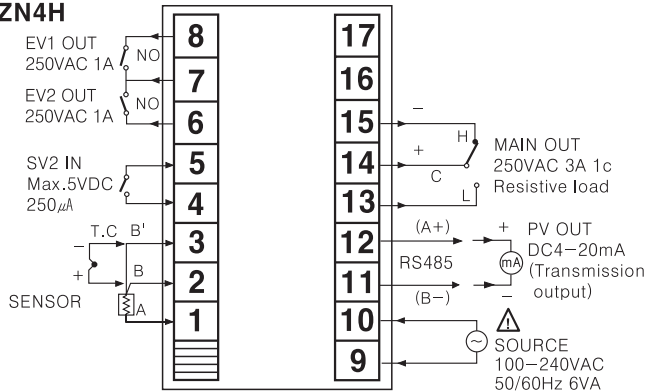 ZN4H
EV1 OUT
250VAC 1A
NO
EV2 OUT
250VAC 1A
NO
SV2 IN
Max.5VDC
250㎂
T.C B'
−
+
B
SENSOR
A
8
7
6
5
4
3
2
1
17
16
15
14
13
12
11
10
9
−
H
+
C
L
MAIN OUT
250VAC 3A 1c
Resistive load
(A+)
RS485
(B−)
+
mA
−
PV OUT
DC4−20mA
(Transmission
output)
!
SOURCE
100−240VAC
50/60Hz 6VA